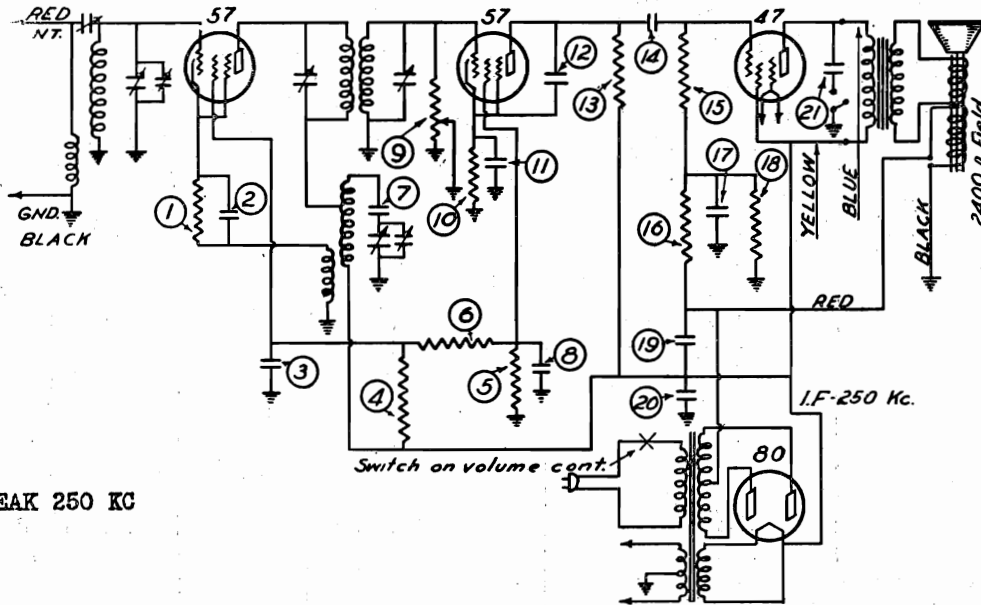 RED
NT.
57
57
47
GND.
BLACK
1
2
3
4
5
6
7
8
9
10
11
12
13
14
15
16
17
18
19
20
21
YELLOW
BLUE
BLACK
2400 Ω Field
RED
I.F-250 Kc.
80
Switch on volume cont.
EAK 250 KC